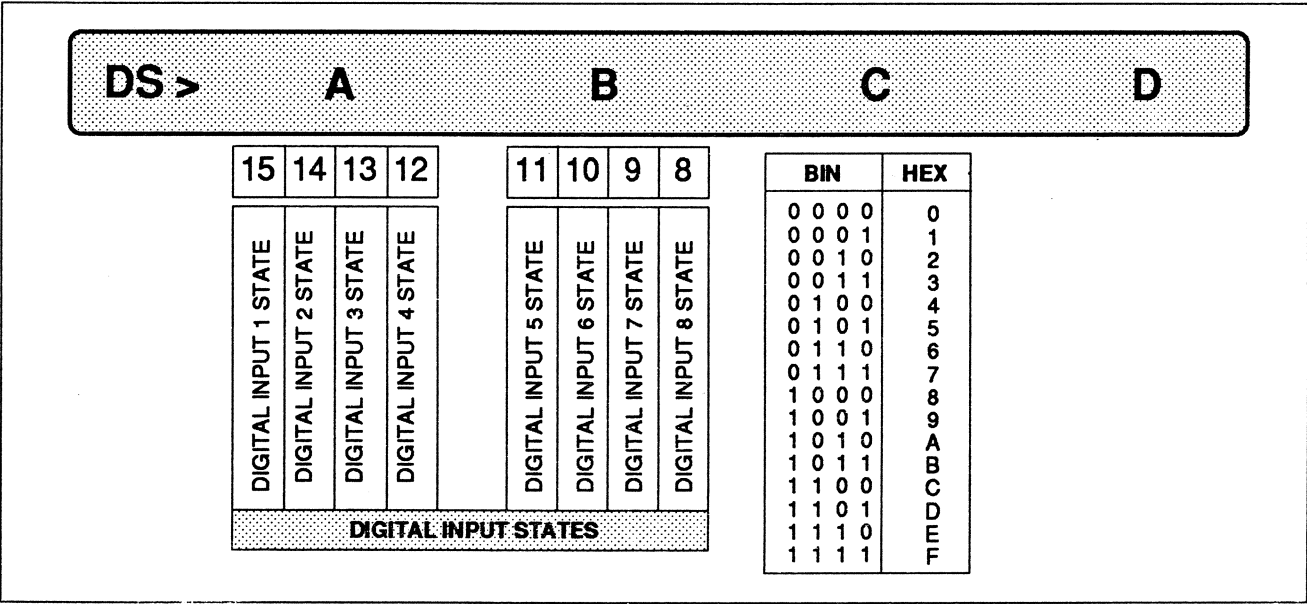 DS > A B C D
15 14 13 12 11 10 9 8
DIGITAL INPUT 1 STATE
DIGITAL INPUT 2 STATE
DIGITAL INPUT 3 STATE
DIGITAL INPUT 4 STATE
DIGITAL INPUT 5 STATE
DIGITAL INPUT 6 STATE
DIGITAL INPUT 7 STATE
DIGITAL INPUT 8 STATE
DIGITAL INPUT STATES
BIN HEX
0 0 0 0 0
0 0 0 1 1
0 0 1 0 2
0 0 1 1 3
0 1 0 0 4
0 1 0 1 5
0 1 1 0 6
0 1 1 1 7
1 0 0 0 8
1 0 0 1 9
1 0 1 0 A
1 0 1 1 B
1 1 0 0 C
1 1 0 1 D
1 1 1 0 E
1 1 1 1 F